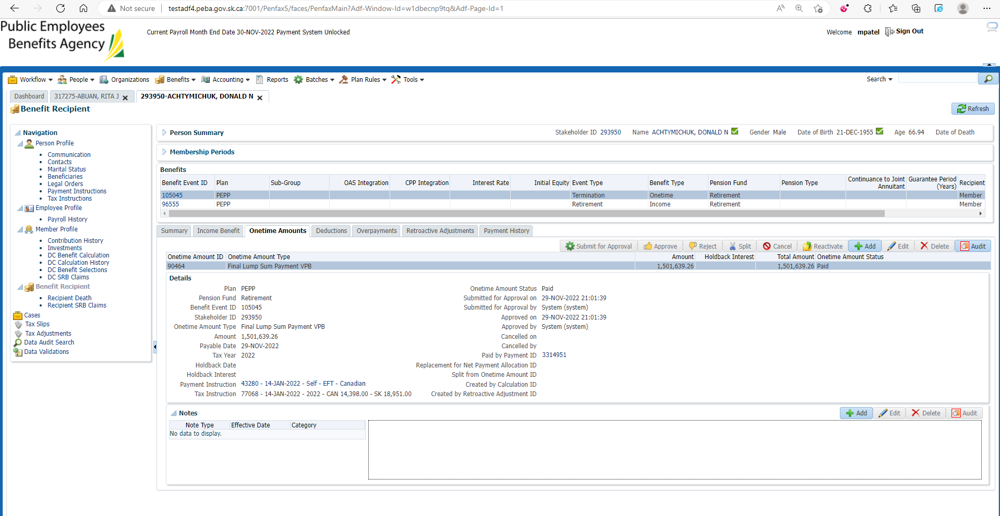 Not secure | testadf4.peba.gov.sk.ca:7001/Penfax5/faces/PenfaxMain?Adf-Window-Id=w1dbecnp9tq&Adf-Page-Id=1
Public Employees
Benefits Agency
Current Payroll Month End Date 30-NOV-2022 Payment System Unlocked
Welcome mpatel Sign Out
Workflow People Organizations Benefits Accounting Reports Batches Plan Rules Tools Search
Dashboard 317275-ABUAN, RITA J 293950-ACHTYMICHUK, DONALD N
Benefit Recipient
Refresh
Navigation
Person Profile
Communication
Contacts
Marital Status
Beneficiaries
Legal Orders
Payment Instructions
Tax Instructions
Employee Profile
Payroll History
Member Profile
Contribution History
Investments
DC Benefit Calculation
DC Calculation History
DC Benefit Selections
DC SRB Claims
Benefit Recipient
Recipient Death
Recipient SRB Claims
Cases
Tax Slips
Tax Adjustments
Data Audit Search
Data Validations
Person Summary Stakeholder ID 293950 Name ACHTYMICHUK, DONALD N Gender Male Date of Birth 21-DEC-1955 Age 66.94 Date of Death
Membership Periods
Benefits
Benefit Event ID Plan Sub-Group OAS Integration CPP Integration Interest Rate Initial Equity Event Type Benefit Type Pension Fund Pension Type Continuance to Joint Annuitant Guarantee Period (Years) Recipient
105045 PEPP Termination Onetime Retirement Member
96555 PEPP Retirement Income Retirement Member
Summary Income Benefit Onetime Amounts Deductions Overpayments Retroactive Adjustments Payment History
Submit for Approval Approve Reject Split Cancel Reactivate Add Edit Delete Audit
Onetime Amount ID Onetime Amount Type Amount Holdback Interest Total Amount Onetime Amount Status
90464 Final Lump Sum Payment VPB 1,501,639.26 1,501,639.26 Paid
Details
Plan PEPP Onetime Amount Status Paid
Pension Fund Retirement Submitted for Approval on 29-NOV-2022 21:01:39
Benefit Event ID 105045 Submitted for Approval by System (system)
Stakeholder ID 293950 Approved on 29-NOV-2022 21:01:39
Onetime Amount Type Final Lump Sum Payment VPB Approved by System (system)
Amount 1,501,639.26 Cancelled on
Payable Date 29-NOV-2022 Cancelled by
Tax Year 2022 Paid by Payment ID 3314951
Holdback Date Replacement for Net Payment Allocation ID
Holdback Interest Split from Onetime Amount ID
Payment Instruction 43280 - 14-JAN-2022 - Self - EFT - Canadian Created by Calculation ID
Tax Instruction 77068 - 14-JAN-2022 - 2022 - CAN 14,398.00 - SK 18,951.00 Created by Retroactive Adjustment ID
Notes Add Edit Delete Audit
Note Type Effective Date Category
No data to display.